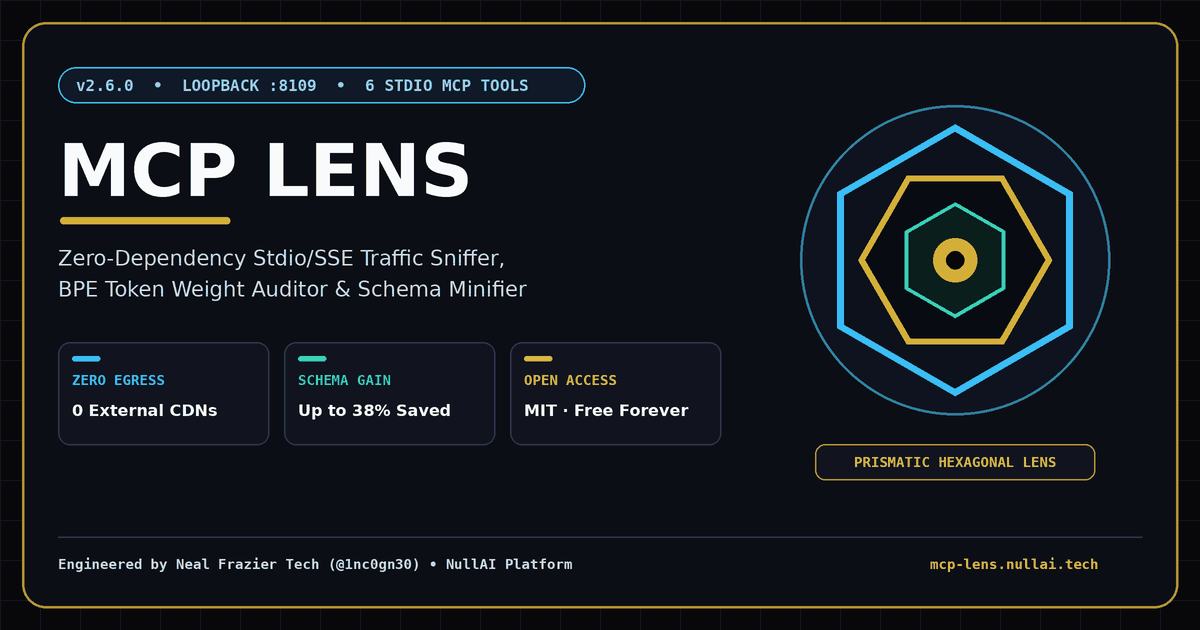 v2.6.0 • LOOPBACK :8109 • 6 STDIO MCP TOOLS
MCP LENS
Zero-Dependency Stdio/SSE Traffic Sniffer,
BPE Token Weight Auditor & Schema Minifier
ZERO EGRESS
0 External CDNs
SCHEMA GAIN
Up to 38% Saved
OPEN ACCESS
MIT · Free Forever
PRISMATIC HEXAGONAL LENS
Engineered by Neal Frazier Tech (@1nc0gn30) • NullAI Platform
mcp-lens.nullai.tech